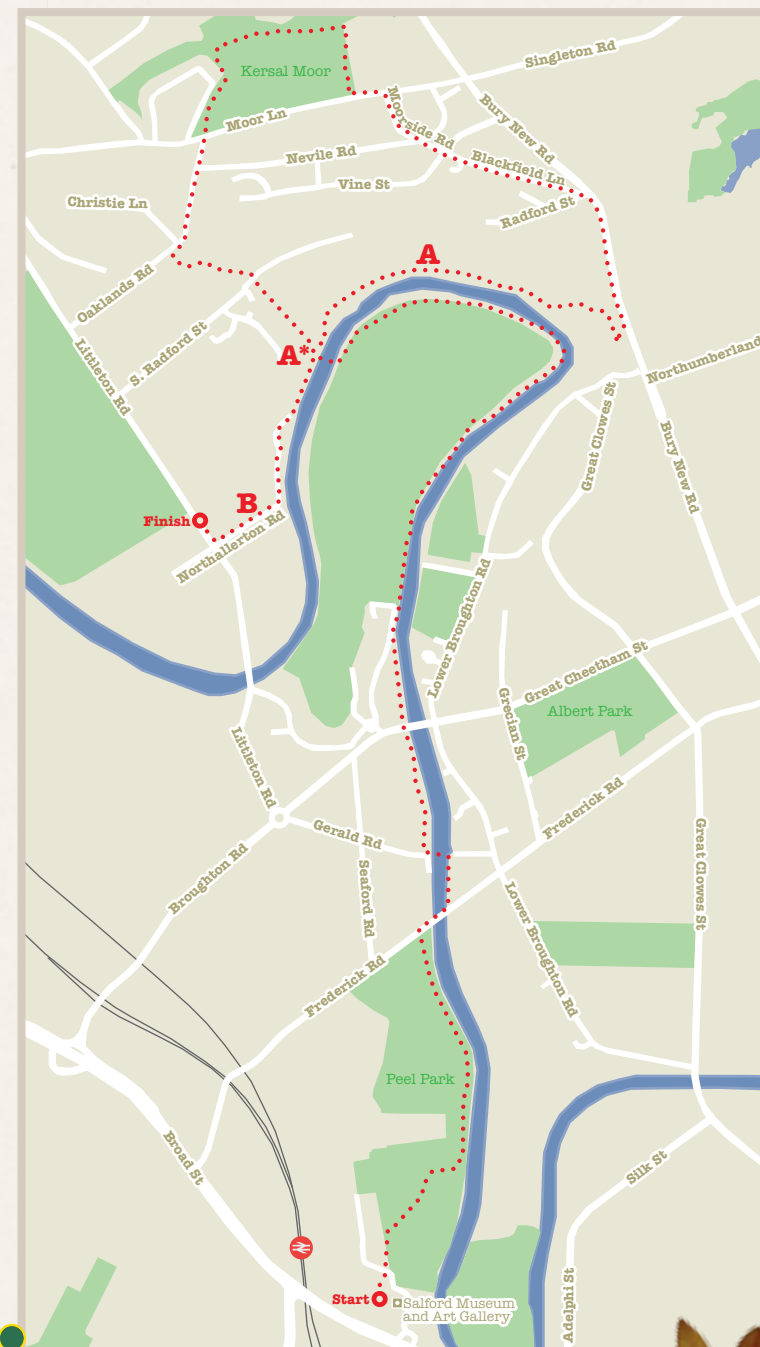 Kersal Moor
Singleton Rd
Moor Ln
Moorside Rd
Bury New Rd
Nevile Rd
Blackfield Ln
Vine St
Christie Ln
Radford St
A
Oaklands Rd
S. Radford St
A*
Littleton Rd
Northumberland
Great Clowes St
Bury New Rd
B
Finish
Northallerton Rd
Lower Broughton Rd
Great Cheetham St
Grecian St
Albert Park
Littleton Rd
Frederick Rd
Gerald Rd
Great Clowes St
Broughton Rd
Seaford Rd
Lower Broughton Rd
Frederick Rd
Peel Park
Broad St
Silk St
Start
Salford Museum
and Art Gallery
Adelphi St